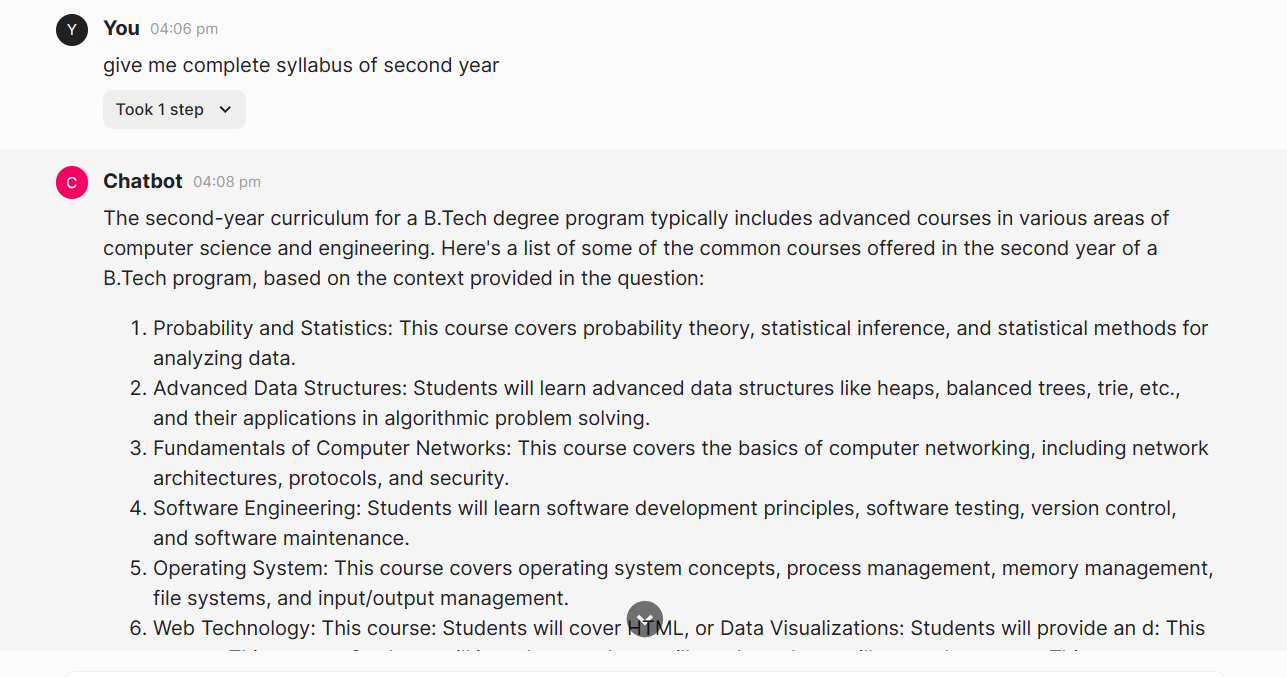 Y
You 04:06 pm
give me complete syllabus of second year
Took 1 step
C
Chatbot 04:08 pm
The second-year curriculum for a B.Tech degree program typically includes advanced courses in various areas of
computer science and engineering. Here's a list of some of the common courses offered in the second year of a
B.Tech program, based on the context provided in the question:
1. Probability and Statistics: This course covers probability theory, statistical inference, and statistical methods for
analyzing data.
2. Advanced Data Structures: Students will learn advanced data structures like heaps, balanced trees, trie, etc.,
and their applications in algorithmic problem solving.
3. Fundamentals of Computer Networks: This course covers the basics of computer networking, including network
architectures, protocols, and security.
4. Software Engineering: Students will learn software development principles, software testing, version control,
and software maintenance.
5. Operating System: This course covers operating system concepts, process management, memory management,
file systems, and input/output management.
6. Web Technology: This course: Students will cover HTML, or Data Visualizations: Students will provide an d: This